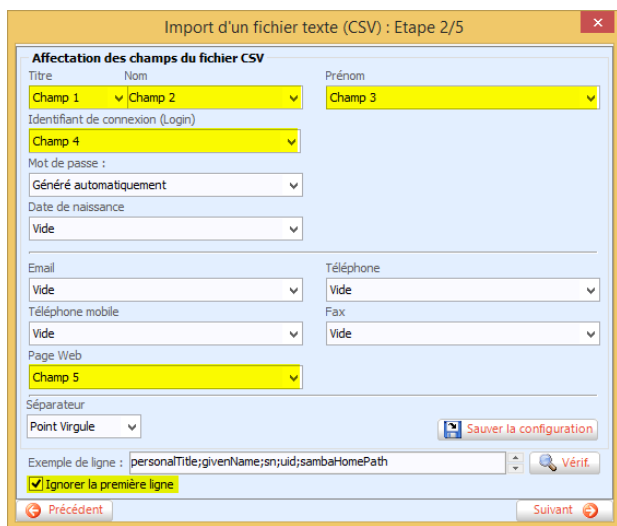 Import d'un fichier texte (CSV) : Etape 2/5
Affectation des champs du fichier CSV
Titre Nom Prénom
Champ 1 Champ 2 Champ 3
Identifiant de connexion (Login)
Champ 4
Mot de passe :
Généré automatiquement
Date de naissance
Vide
Email Téléphone
Vide Vide
Téléphone mobile Fax
Vide Vide
Page Web
Champ 5
Séparateur
Point Virgule Sauver la configuration
Exemple de ligne : personalTitle;givenName;sn;uid;sambaHomePath Vérif.
Ignorer la première ligne
Précédent Suivant